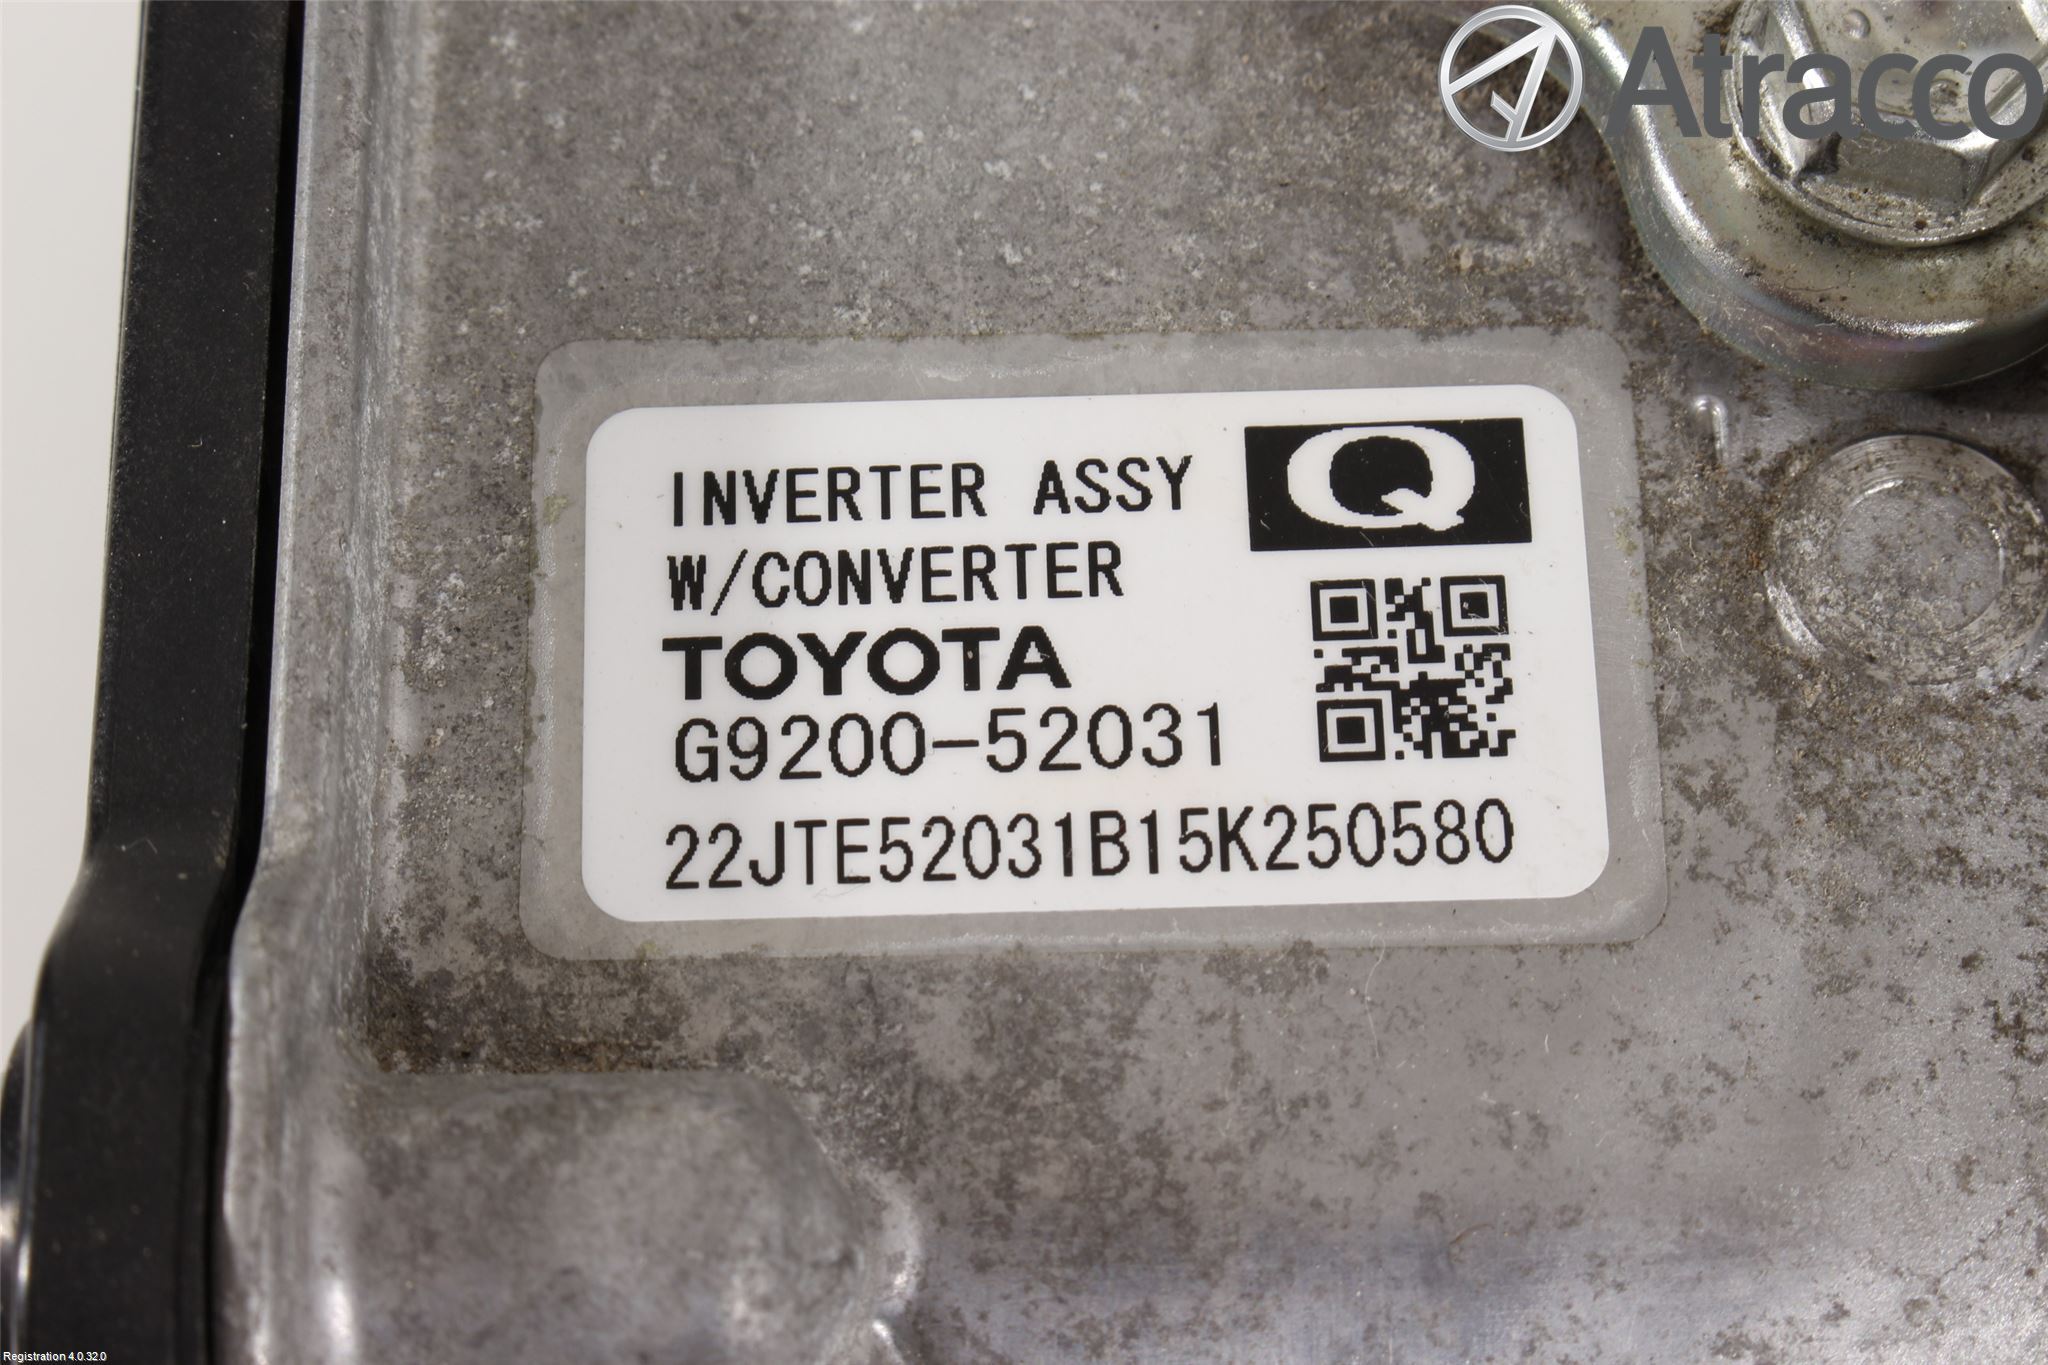 Atracco
INVERTER ASSY
Q
W/CONVERTER
TOYOTA
G9200-52031
22JTE52031B15K250580
Registration 4.0.32.0